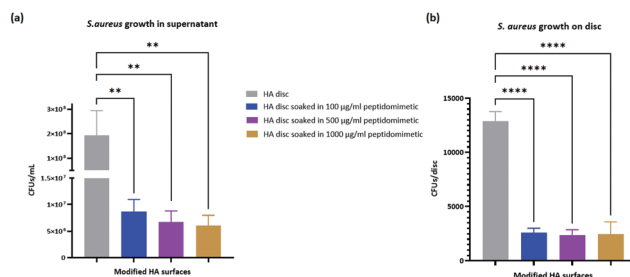 (a)
S.aureus growth in supernatant
**
**
**
3×10⁸
2×10⁸
1×10⁸
1.5×10⁷
1×10⁷
5×10⁶
0
CFUs/mL
Modified HA surfaces
HA disc
HA disc soaked in 100 µg/ml peptidomimetic
HA disc soaked in 500 µg/ml peptidomimetic
HA disc soaked in 1000 µg/ml peptidomimetic
(b)
S. aureus growth on disc
****
****
****
15000
10000
5000
0
CFUs/disc
Modified HA surfaces